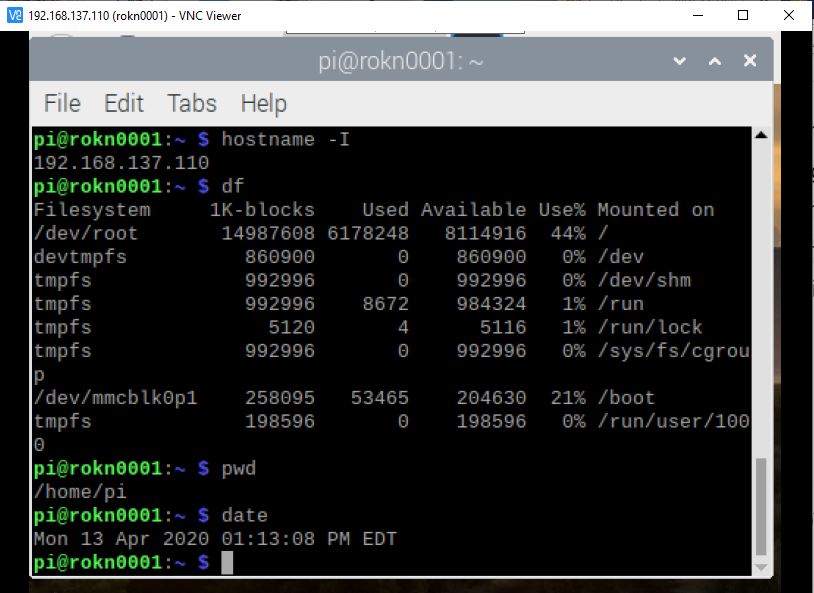 192.168.137.110 (rokn0001) - VNC Viewer
pi@rokn0001: ~
File Edit Tabs Help
pi@rokn0001:~ $ hostname -I
192.168.137.110
pi@rokn0001:~ $ df
Filesystem     1K-blocks    Used Available Use% Mounted on
/dev/root       14987608 6178248   8114916  44% /
devtmpfs          860900       0    860900   0% /dev
tmpfs             992996       0    992996   0% /dev/shm
tmpfs             992996    8672    984324   1% /run
tmpfs               5120       4      5116   1% /run/lock
tmpfs             992996       0    992996   0% /sys/fs/cgrou
p
/dev/mmcblk0p1    258095   53465    204630  21% /boot
tmpfs             198596       0    198596   0% /run/user/100
0
pi@rokn0001:~ $ pwd
/home/pi
pi@rokn0001:~ $ date
Mon 13 Apr 2020 01:13:08 PM EDT
pi@rokn0001:~ $